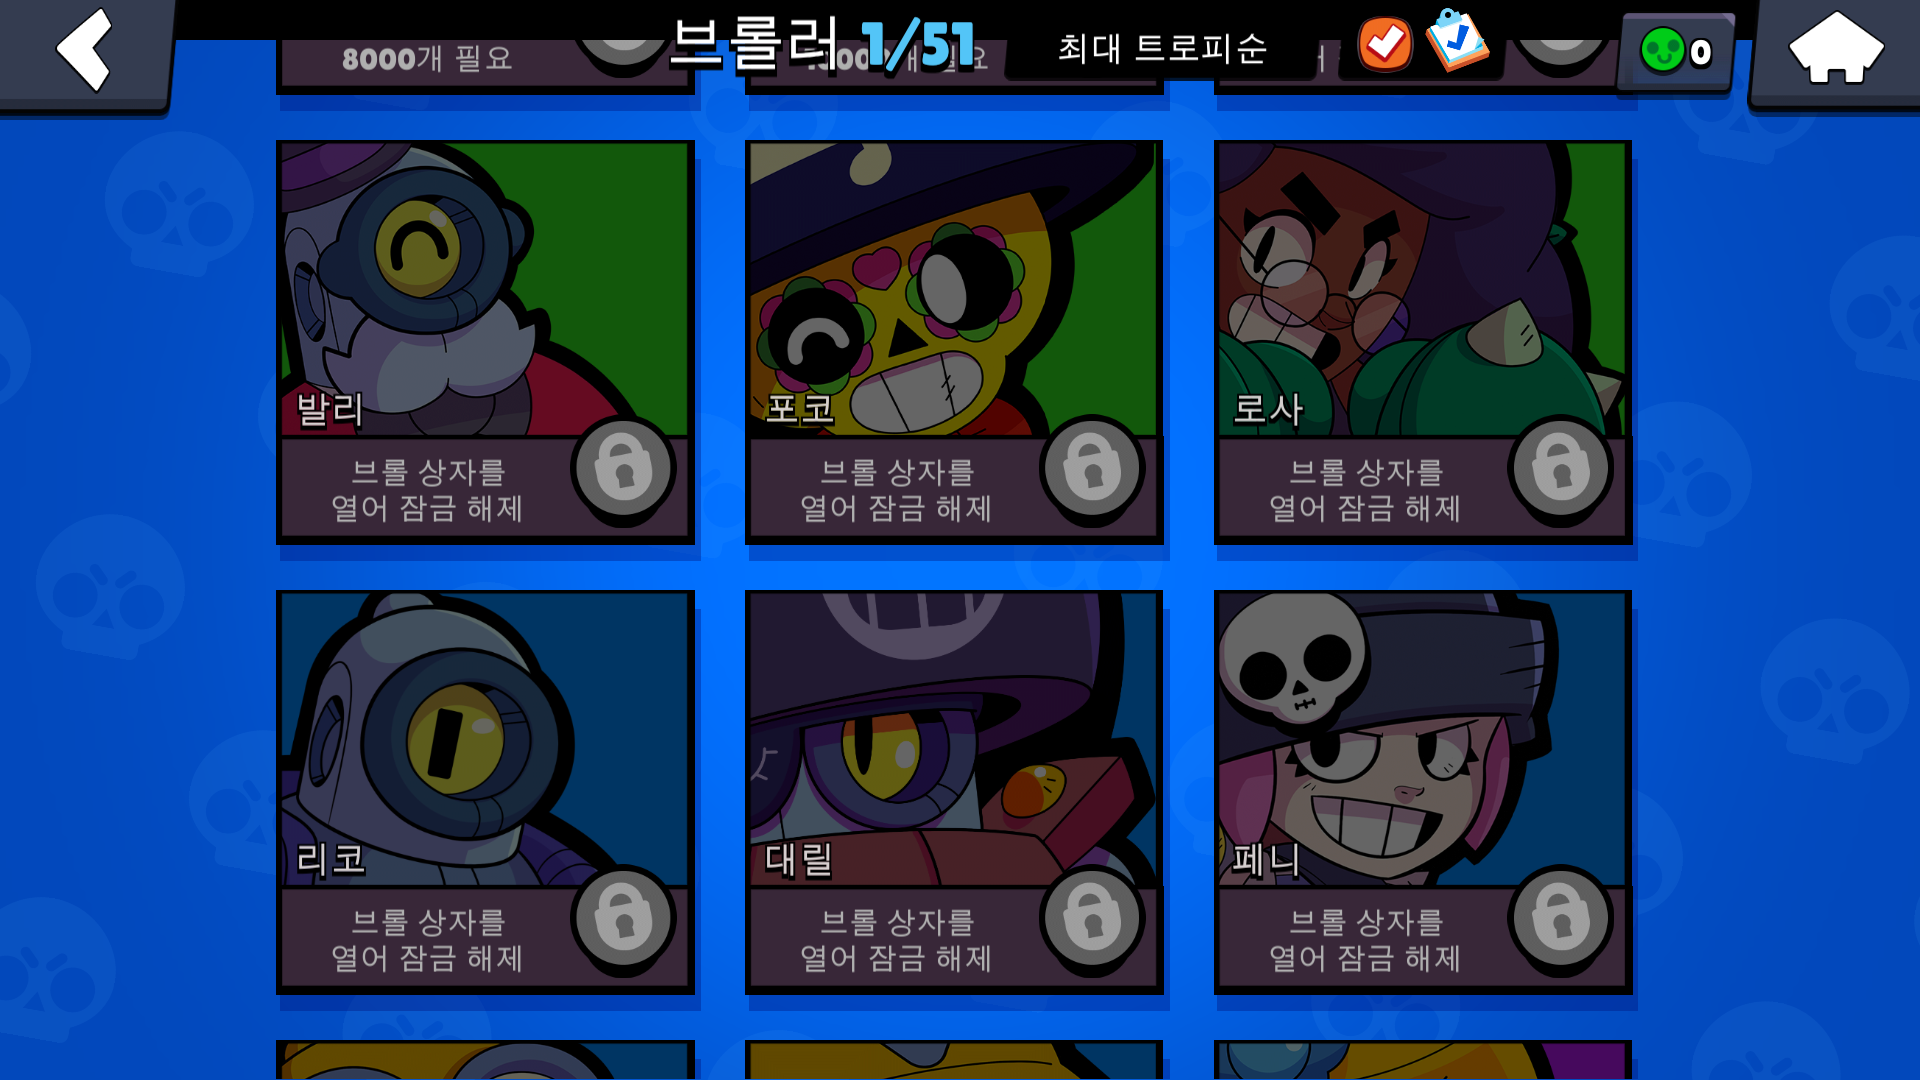 브롤러 1/51
최대 트로피순
0
8000개 필요
발리
포코
로사
브롤 상자를
열어 잠금 해제
브롤 상자를
열어 잠금 해제
브롤 상자를
열어 잠금 해제
리코
대릴
페니
브롤 상자를
열어 잠금 해제
브롤 상자를
열어 잠금 해제
브롤 상자를
열어 잠금 해제